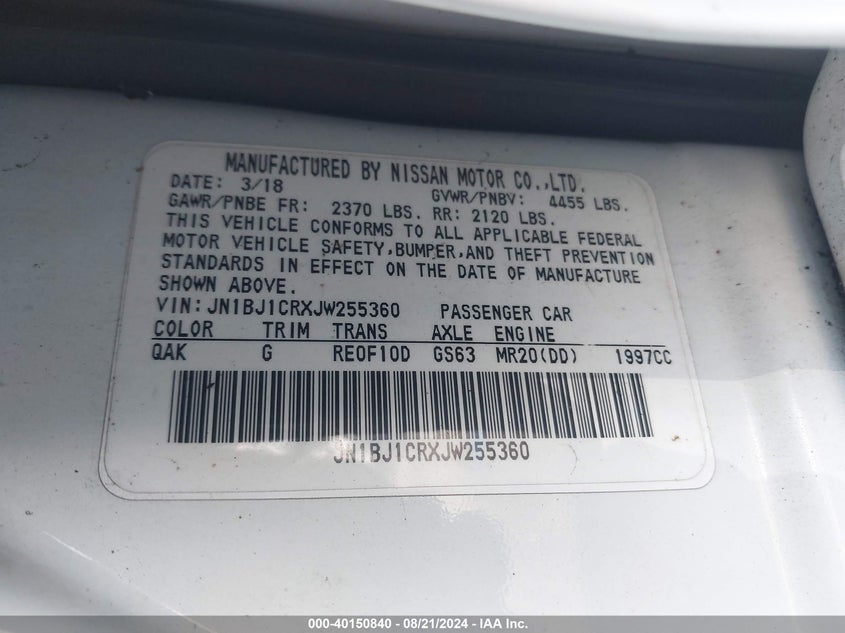 MANUFACTURED BY NISSAN MOTOR CO.,LTD.
DATE: 3/18 GVWR/PNBV: 4455 LBS.
GAWR/PNBE FR: 2370 LBS. RR: 2120 LBS.
THIS VEHICLE CONFORMS TO ALL APPLICABLE FEDERAL
MOTOR VEHICLE SAFETY,BUMPER,AND THEFT PREVENTION
STANDARDS IN EFFECT ON THE DATE OF MANUFACTURE
SHOWN ABOVE.
VIN:JN1BJ1CRXJW255360 PASSENGER CAR
COLOR TRIM TRANS AXLE ENGINE
QAK G RE0F10D GS63 MR20(DD) 1997CC
JN1BJ1CRXJW255360
000-40150840 - 08/21/2024 - IAA Inc.